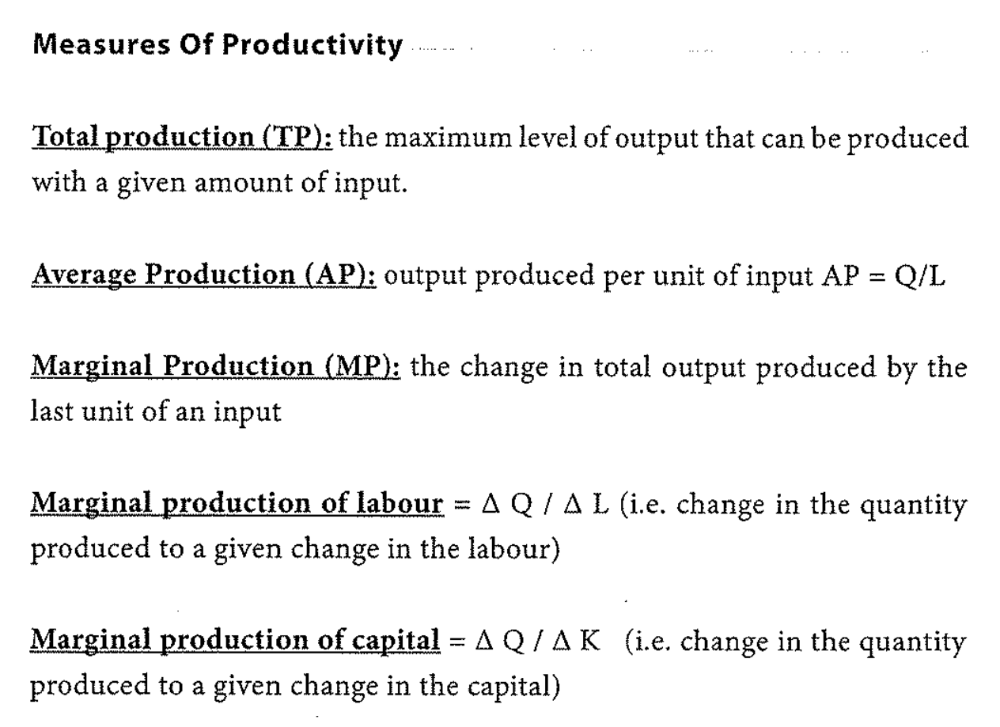 Measures Of Productivity
Total production (TP): the maximum level of output that can be produced
with a given amount of input.
Average Production (AP): output produced per unit of input AP = Q/L
Marginal Production (MP): the change in total output produced by the
last unit of an input
Marginal production of labour = Δ Q / Δ L (i.e. change in the quantity
produced to a given change in the labour)
Marginal production of capital = Δ Q / Δ K (i.e. change in the quantity
produced to a given change in the capital)